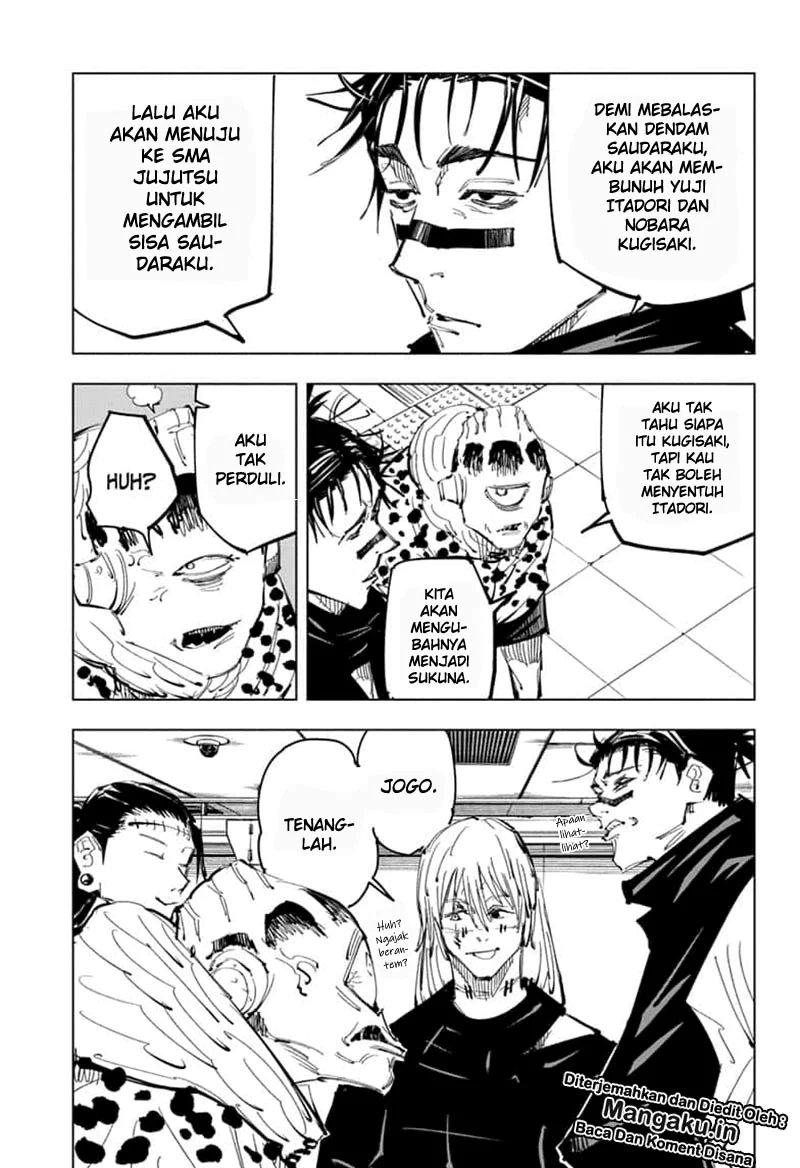 DEMI MEBALAS-
KAN DENDAM
SAUDARAKU,
AKU AKAN MEM-
BUNUH YUJI
ITADORI DAN
NOBARA
KUGISAKI.
LALU AKU
AKAN MENUJU
KE SMA
JUJUTSU
UNTUK
MENGAMBIL
SISA SAU-
DARAKU.
AKU TAK
TAHU SIAPA
ITU KUGISAKI,
TAPI KAU
TAK BOLEH
MENYENTUH
ITADORI.
KITA
AKAN
MENGU-
BAHNYA
MENJADI
SUKUNA.
AKU
TAK
PERDULI.
HUH?
JOGO.
TENANG-
LAH.
Apaan
lihat-
lihat?
Huh?
Ngajak
beran-
tem?
Diterjemahkan dan Diedit Oleh:
Mangaku.in
Baca Dan Koment Disana